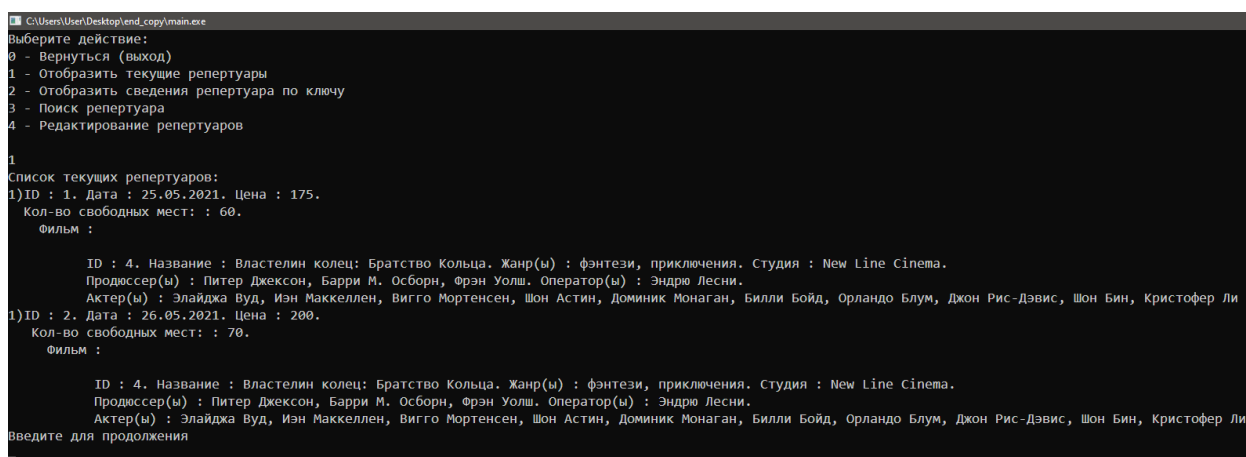 C:\Users\User\Desktop\end_copy\main.exe
Выберите действие:
0 - Вернуться (выход)
1 - Отобразить текущие репертуары
2 - Отобразить сведения репертуара по ключу
3 - Поиск репертуара
4 - Редактирование репертуаров
1
Список текущих репертуаров:
1)ID : 1. Дата : 25.05.2021. Цена : 175.
Кол-во свободных мест: : 60.
Фильм :
ID : 4. Название : Властелин колец: Братство Кольца. Жанр(ы) : фэнтези, приключения. Студия : New Line Cinema.
Продюссер(ы) : Питер Джексон, Барри М. Осборн, Фрэн Уолш. Оператор(ы) : Эндрю Лесни.
Актер(ы) : Элайджа Вуд, Иэн Маккеллен, Вигго Мортенсен, Шон Астин, Доминик Монаган, Билли Бойд, Орландо Блум, Джон Рис-Дэвис, Шон Бин, Кристофер Ли
1)ID : 2. Дата : 26.05.2021. Цена : 200.
Кол-во свободных мест: : 70.
Фильм :
ID : 4. Название : Властелин колец: Братство Кольца. Жанр(ы) : фэнтези, приключения. Студия : New Line Cinema.
Продюссер(ы) : Питер Джексон, Барри М. Осборн, Фрэн Уолш. Оператор(ы) : Эндрю Лесни.
Актер(ы) : Элайджа Вуд, Иэн Маккеллен, Вигго Мортенсен, Шон Астин, Доминик Монаган, Билли Бойд, Орландо Блум, Джон Рис-Дэвис, Шон Бин, Кристофер Ли
Введите для продолжения